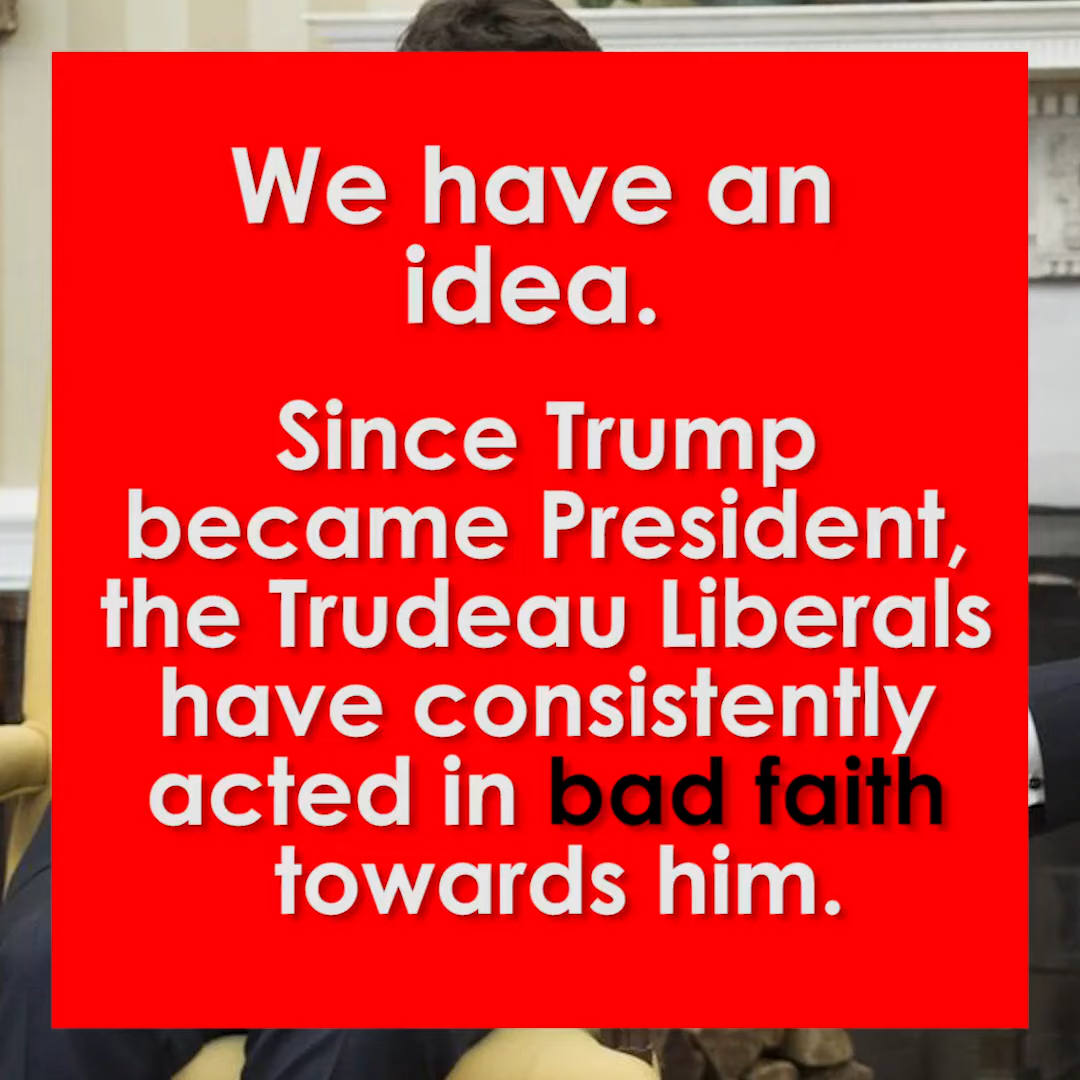 We have an
idea.
Since Trump
became President,
the Trudeau Liberals
have consistently
acted in bad faith
towards him.